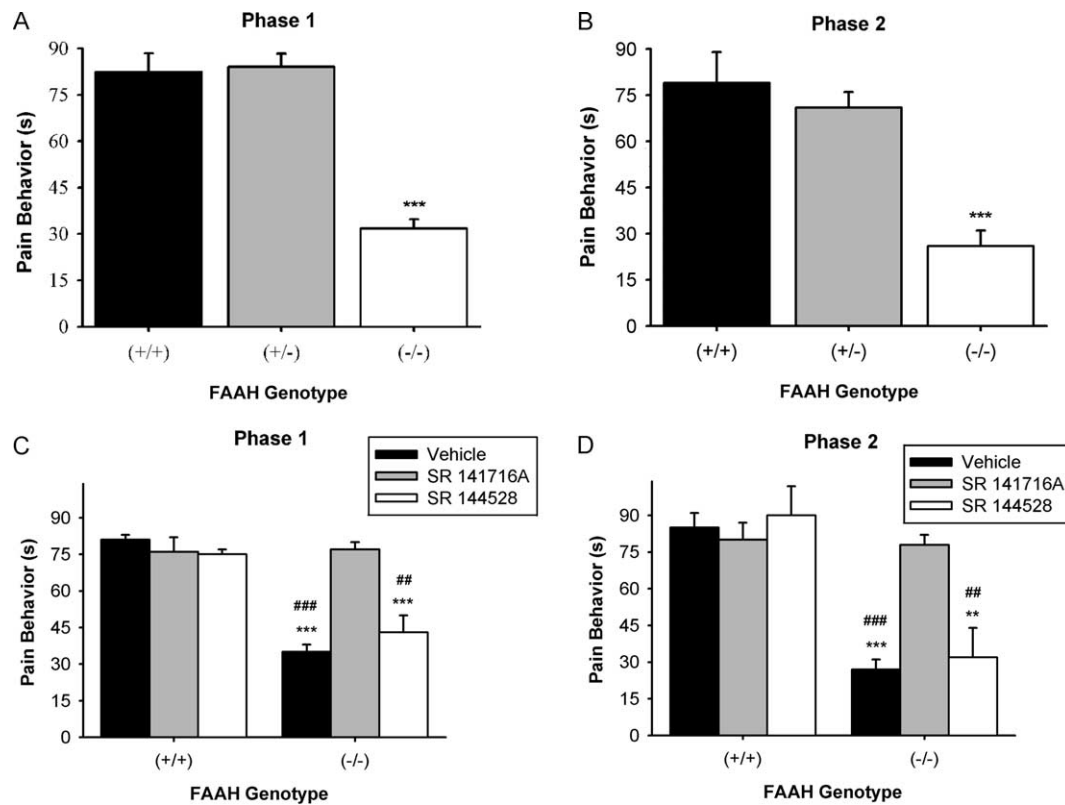 A
Phase 1
Pain Behavior (s)
90
75
60
45
30
15
0
***
(+/+) (+/-) (-/-)
FAAH Genotype
B
Phase 2
Pain Behavior (s)
90
75
60
45
30
15
0
***
(+/+) (+/-) (-/-)
FAAH Genotype
C
Phase 1
Vehicle
SR 141716A
SR 144528
Pain Behavior (s)
90
75
60
45
30
15
0
###
***
##
***
(+/+) (-/-)
FAAH Genotype
D
Phase 2
Vehicle
SR 141716A
SR 144528
Pain Behavior (s)
90
75
60
45
30
15
0
###
***
##
**
(+/+) (-/-)
FAAH Genotype